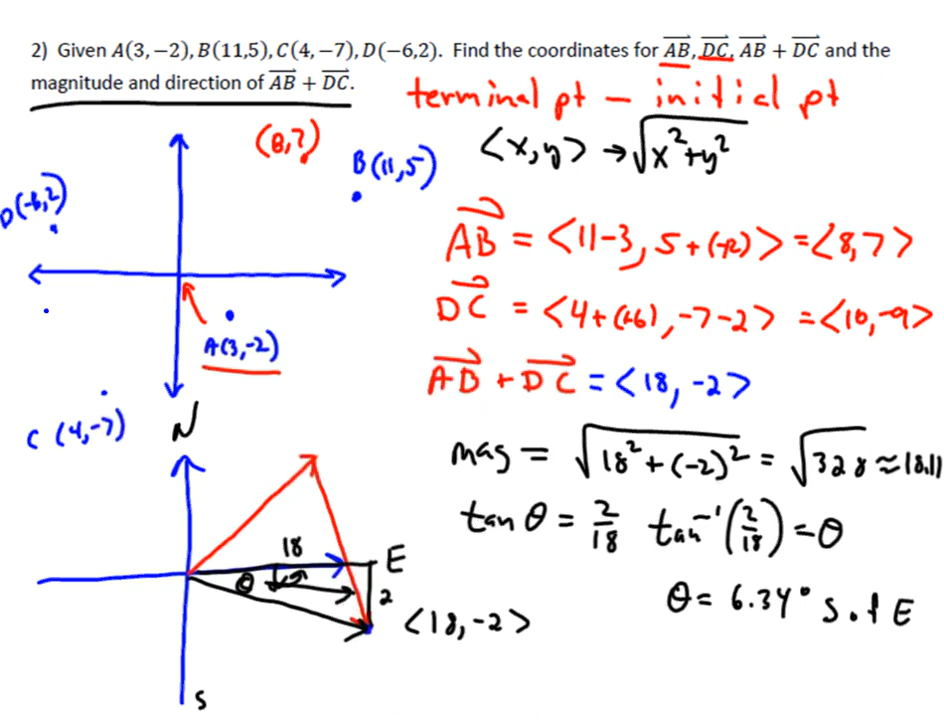 2) Given A(3, −2), B(11,5), C(4, −7), D(−6,2). Find the coordinates for AB, DC, AB + DC and the
magnitude and direction of AB + DC.
terminal pt − initial pt
(8,7)
<x,y> → √x²+y²
B(11,5)
D(-6,2)
AB = <11-3, 5+(+2)> = <8,7>
DC = <4+(+6), -7-2> = <10,-9>
A(3,-2)
AB + DC = <18, -2>
C (4,-7)
N
mag = √18²+(-2)² = √328 ≈ 18.11
tan θ = 2/18 tan⁻¹(2/18) = θ
18
E
θ
2
θ = 6.34° S. of E
<18,-2>
S